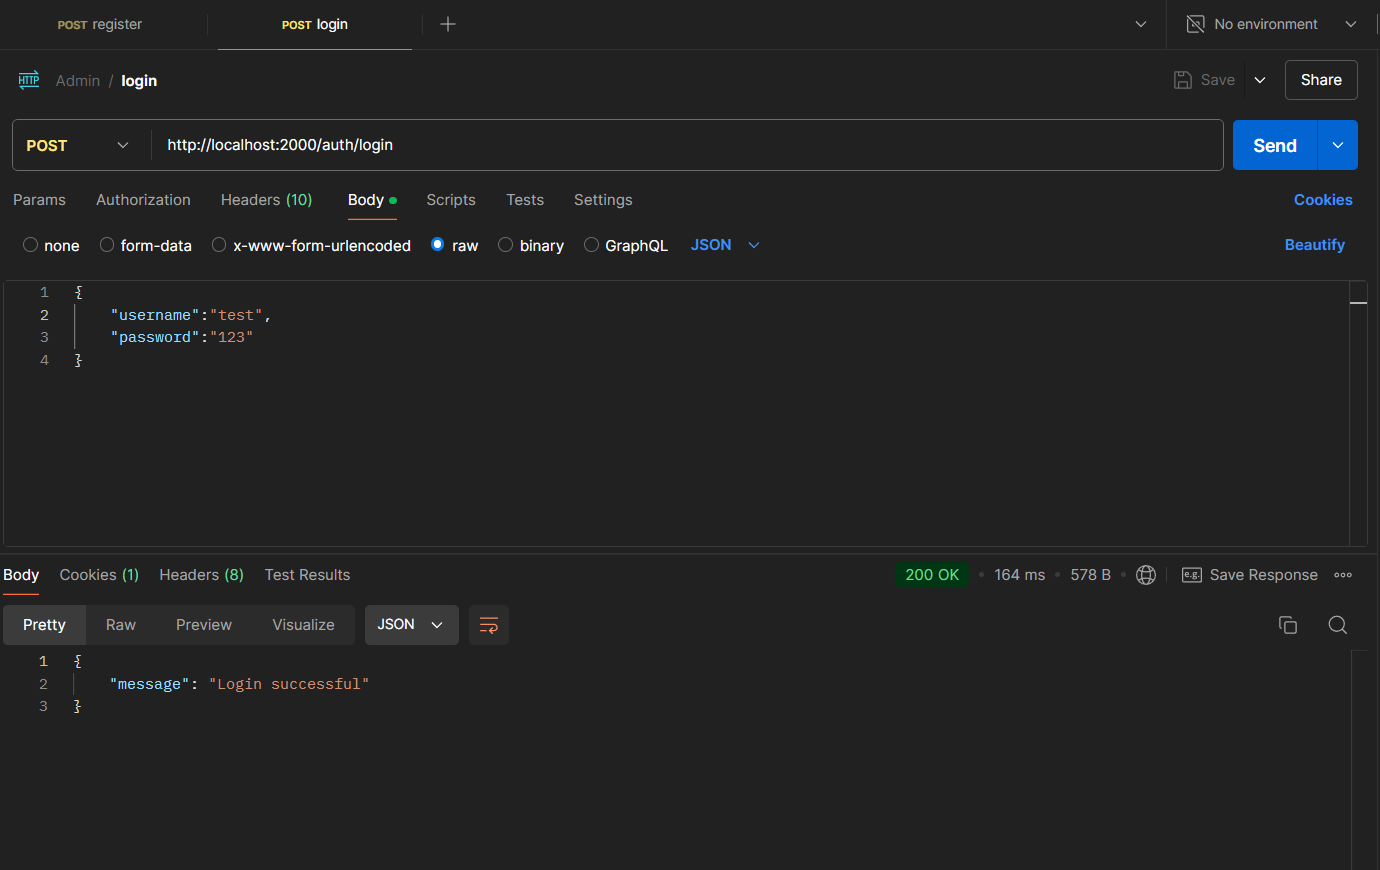 POST register POST login No environment
HTTP Admin / login Save Share
POST http://localhost:2000/auth/login Send
Params Authorization Headers (10) Body Scripts Tests Settings Cookies
none form-data x-www-form-urlencoded raw binary GraphQL JSON Beautify
1 {
2 "username":"test",
3 "password":"123"
4 }
Body Cookies (1) Headers (8) Test Results 200 OK • 164 ms • 578 B • e.g. Save Response
Pretty Raw Preview Visualize JSON
1 {
2 "message": "Login successful"
3 }